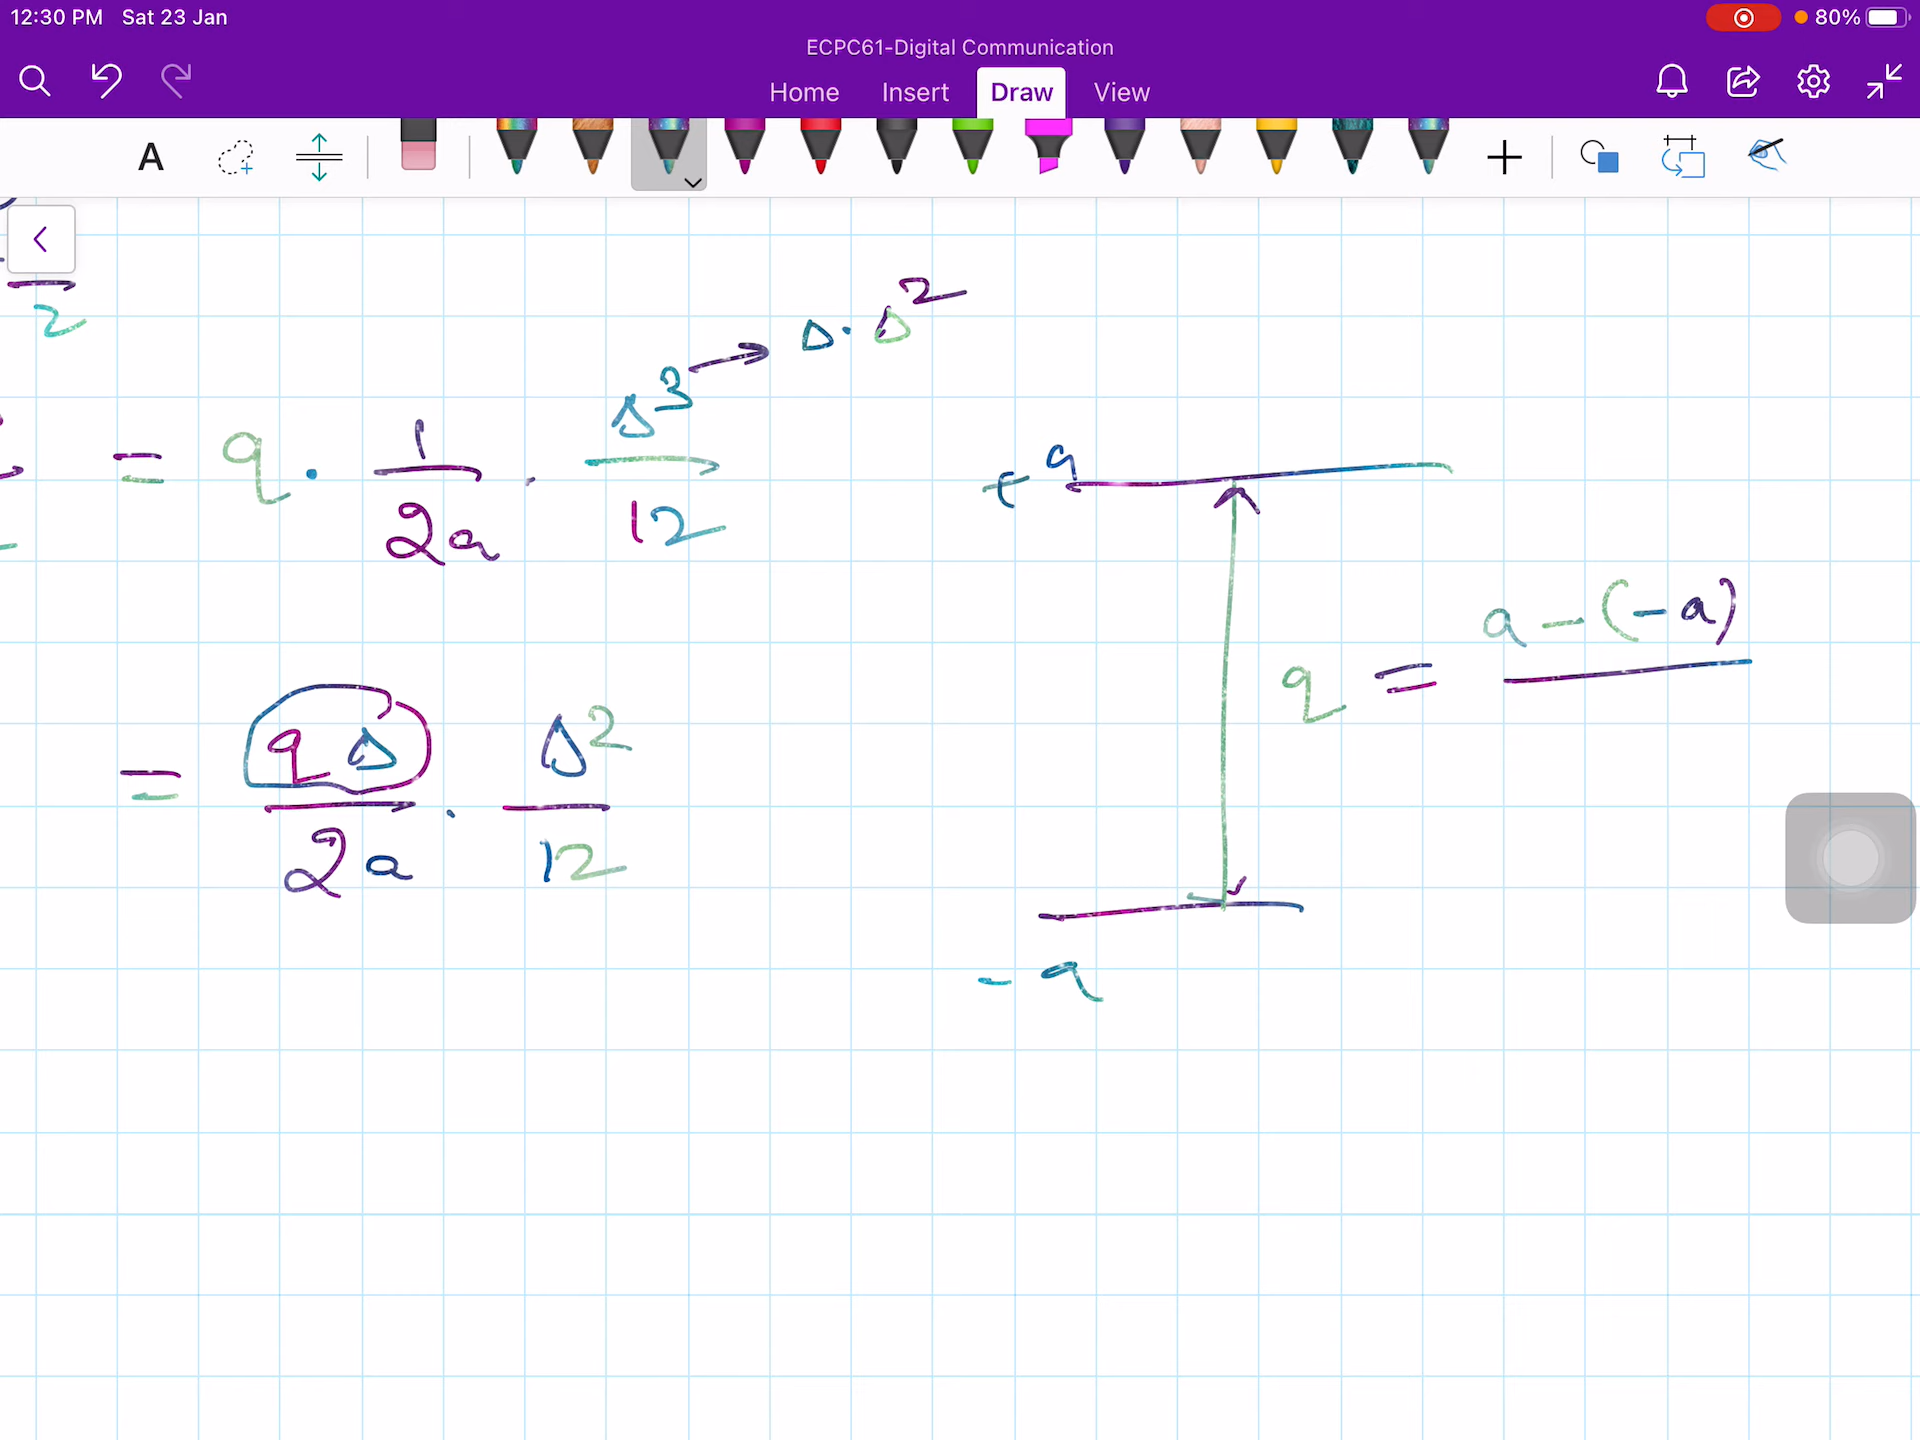 12:30 PM Sat 23 Jan
80%
ECPC61-Digital Communication
Home Insert Draw View
A
2
= q · 1/2a · Δ³/12 → Δ · Δ²
= qΔ/2a · Δ²/12
+a
q = a-(-a)
-a